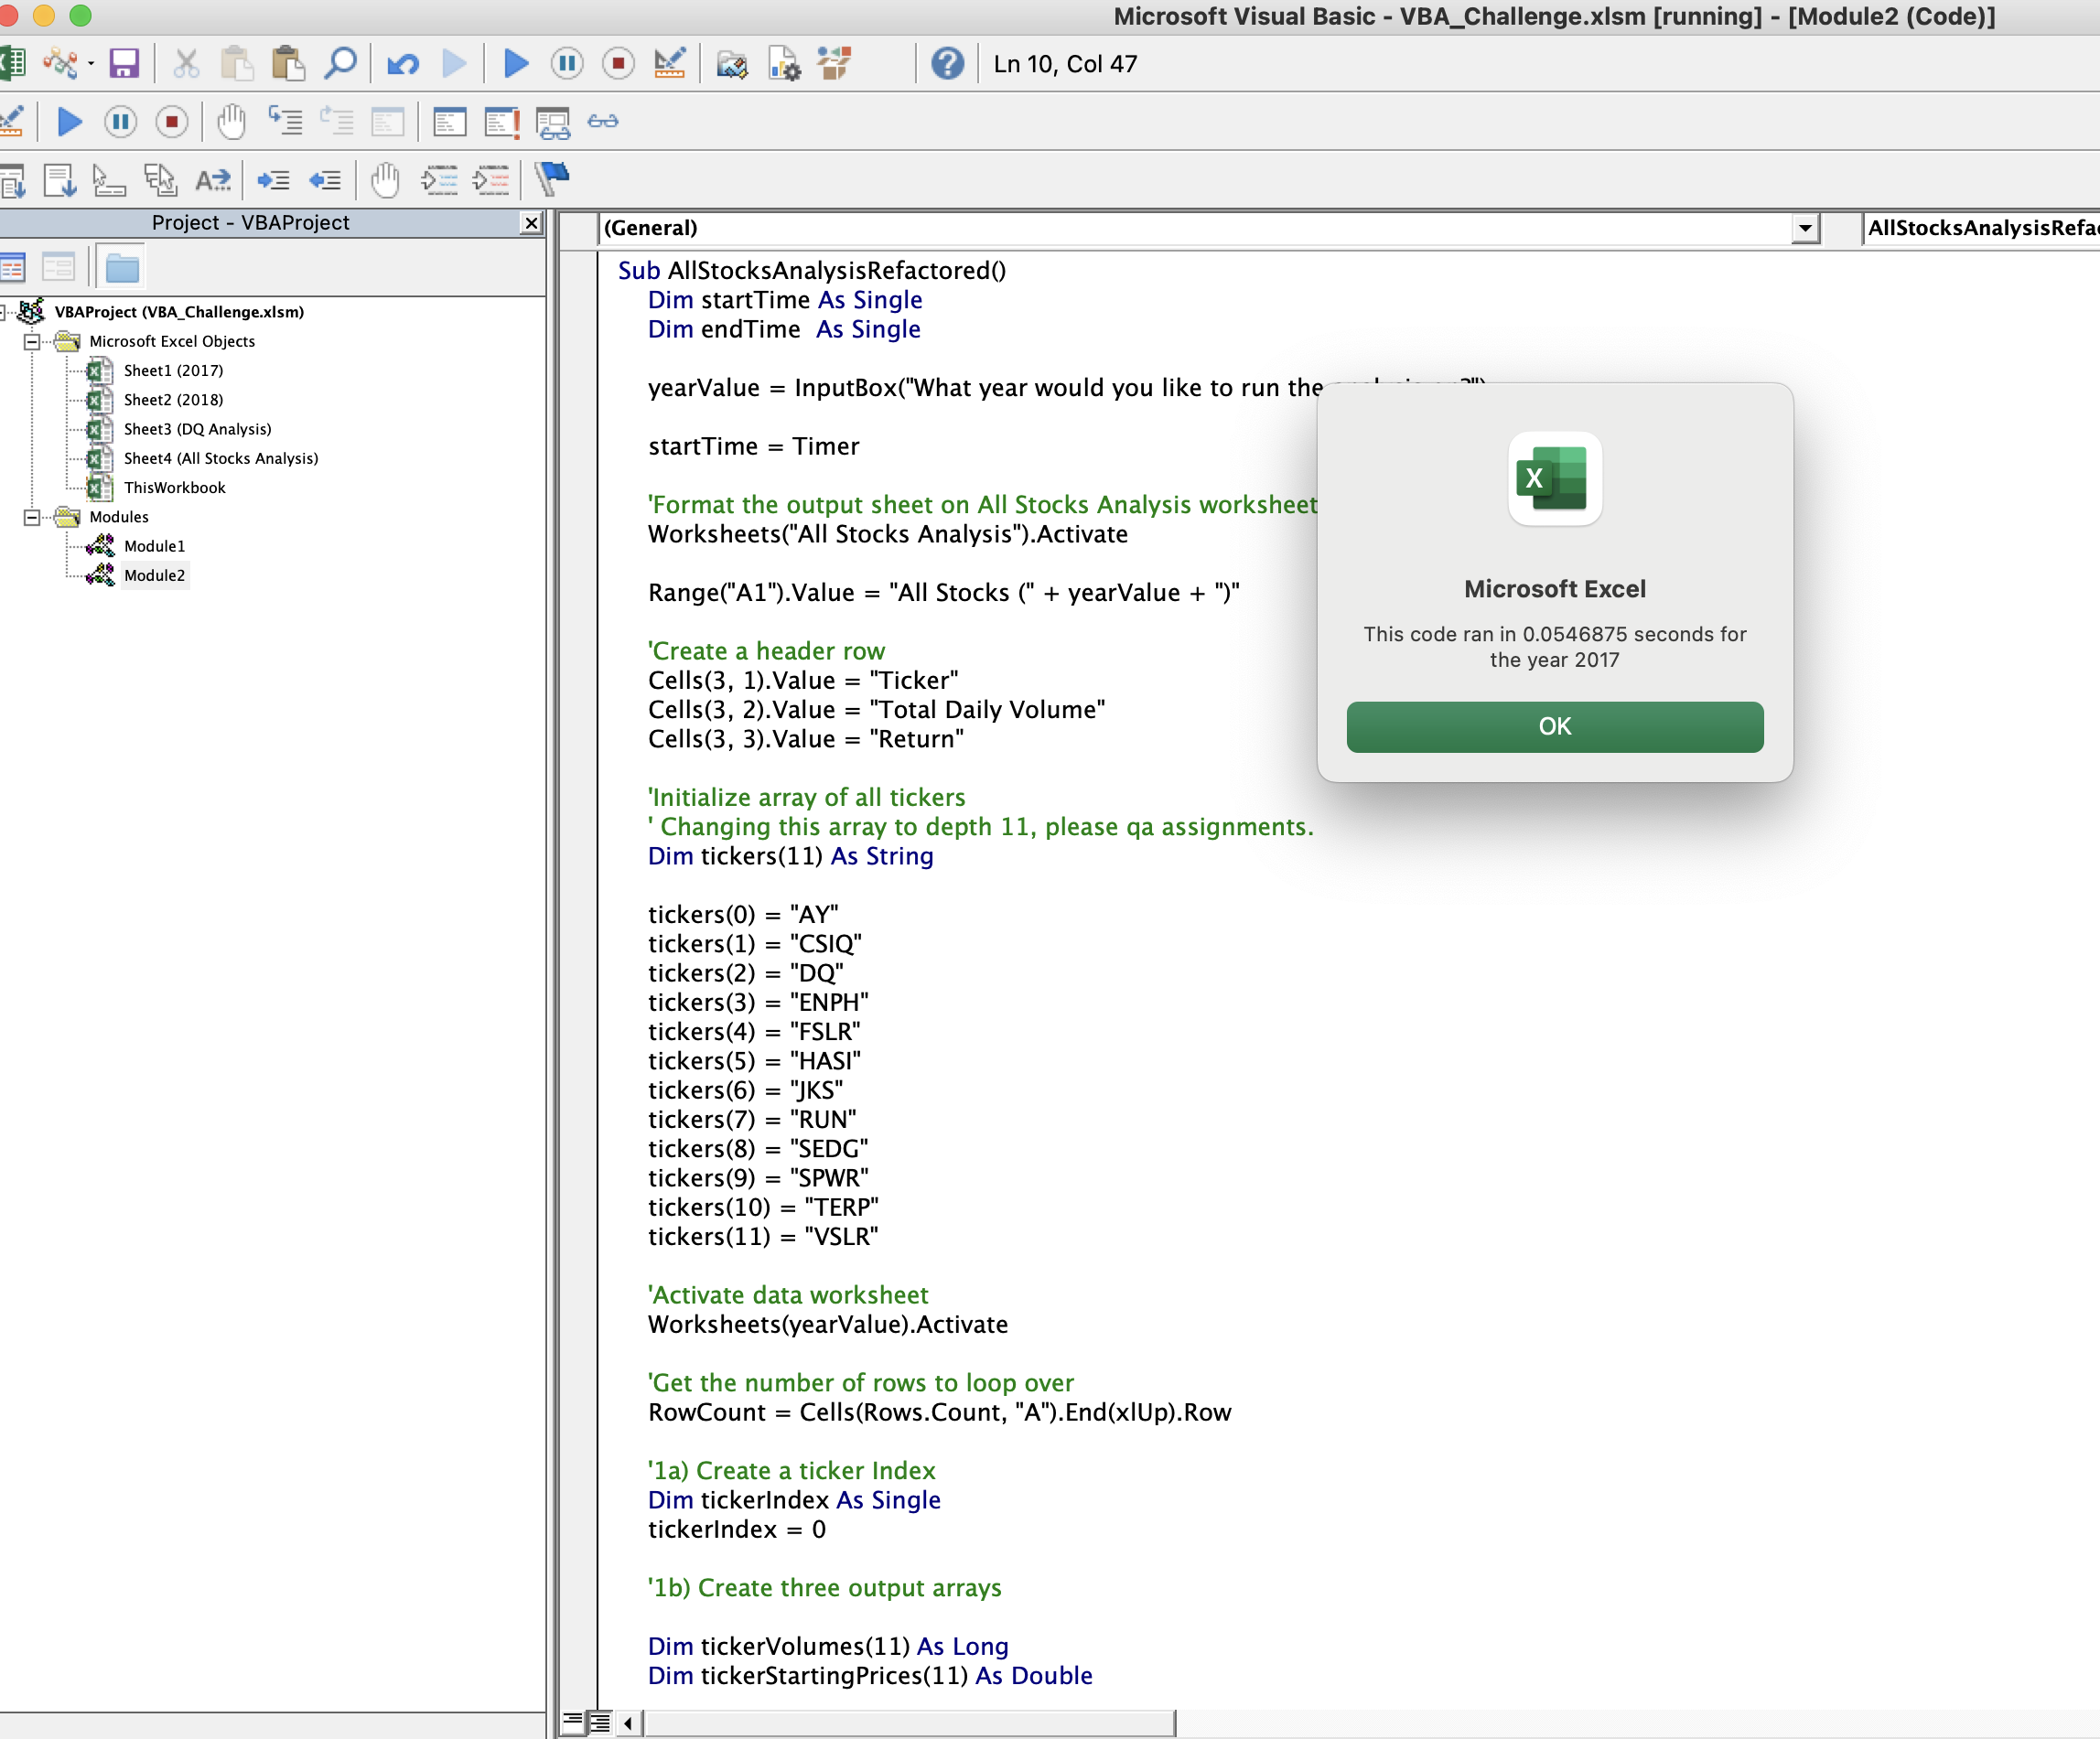 Microsoft Visual Basic - VBA_Challenge.xlsm [running] - [Module2 (Code)]
Ln 10, Col 47
Project - VBAProject
VBAProject (VBA_Challenge.xlsm)
Microsoft Excel Objects
Sheet1 (2017)
Sheet2 (2018)
Sheet3 (DQ Analysis)
Sheet4 (All Stocks Analysis)
ThisWorkbook
Modules
Module1
Module2
(General)
AllStocksAnalysisRefa
Sub AllStocksAnalysisRefactored()
Dim startTime As Single
Dim endTime  As Single
yearValue = InputBox("What year would you like to run the
startTime = Timer
'Format the output sheet on All Stocks Analysis worksheet
Worksheets("All Stocks Analysis").Activate
Range("A1").Value = "All Stocks (" + yearValue + ")"
'Create a header row
Cells(3, 1).Value = "Ticker"
Cells(3, 2).Value = "Total Daily Volume"
Cells(3, 3).Value = "Return"
'Initialize array of all tickers
' Changing this array to depth 11, please qa assignments.
Dim tickers(11) As String
tickers(0) = "AY"
tickers(1) = "CSIQ"
tickers(2) = "DQ"
tickers(3) = "ENPH"
tickers(4) = "FSLR"
tickers(5) = "HASI"
tickers(6) = "JKS"
tickers(7) = "RUN"
tickers(8) = "SEDG"
tickers(9) = "SPWR"
tickers(10) = "TERP"
tickers(11) = "VSLR"
'Activate data worksheet
Worksheets(yearValue).Activate
'Get the number of rows to loop over
RowCount = Cells(Rows.Count, "A").End(xlUp).Row
'1a) Create a ticker Index
Dim tickerIndex As Single
tickerIndex = 0
'1b) Create three output arrays
Dim tickerVolumes(11) As Long
Dim tickerStartingPrices(11) As Double
Microsoft Excel
This code ran in 0.0546875 seconds for
the year 2017
OK